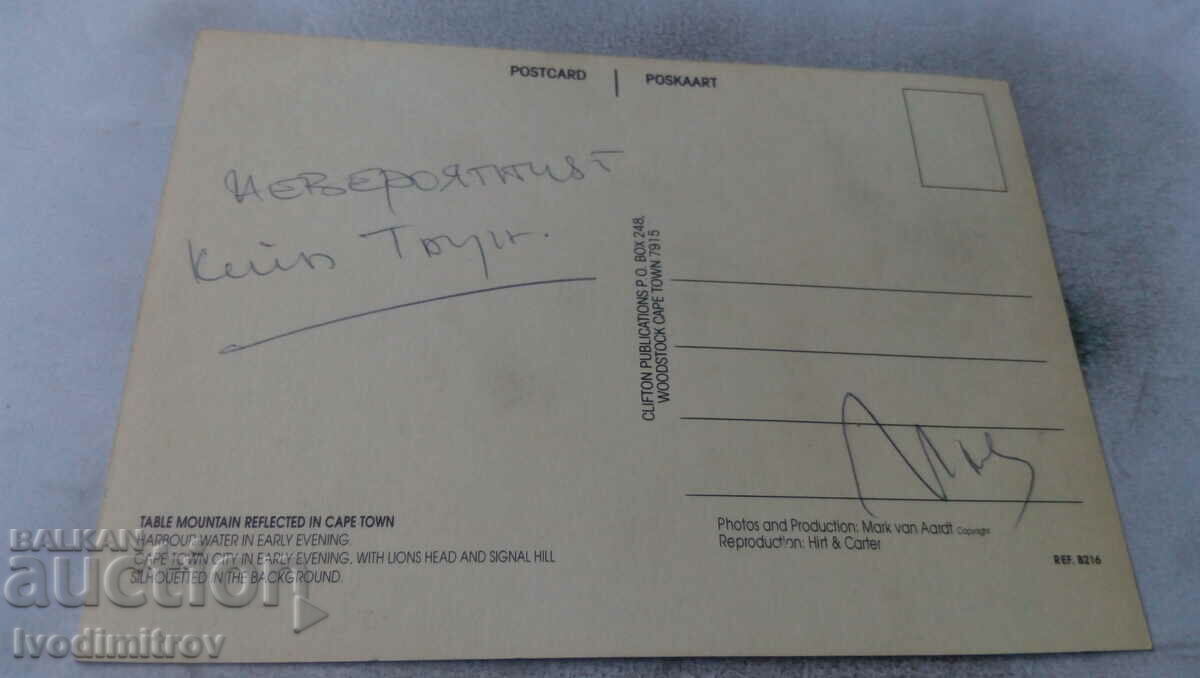 POSTCARD | POSKAART
НЕВЕРОЯТНИЯТ
Кейп Таун.
CLIFTON PUBLICATIONS P.O. BOX 248,
WOODSTOCK CAPE TOWN 7915
TABLE MOUNTAIN REFLECTED IN CAPE TOWN
HARBOUR WATER IN EARLY EVENING.
CAPE TOWN CITY IN EARLY EVENING, WITH LIONS HEAD AND SIGNAL HILL
SILHOUETTED IN THE BACKGROUND.
Photos and Production: Mark van Aardt Copyright
Reproduction: Hirt & Carter
REF. B216
BALKAN
auction
Ivodimitrov